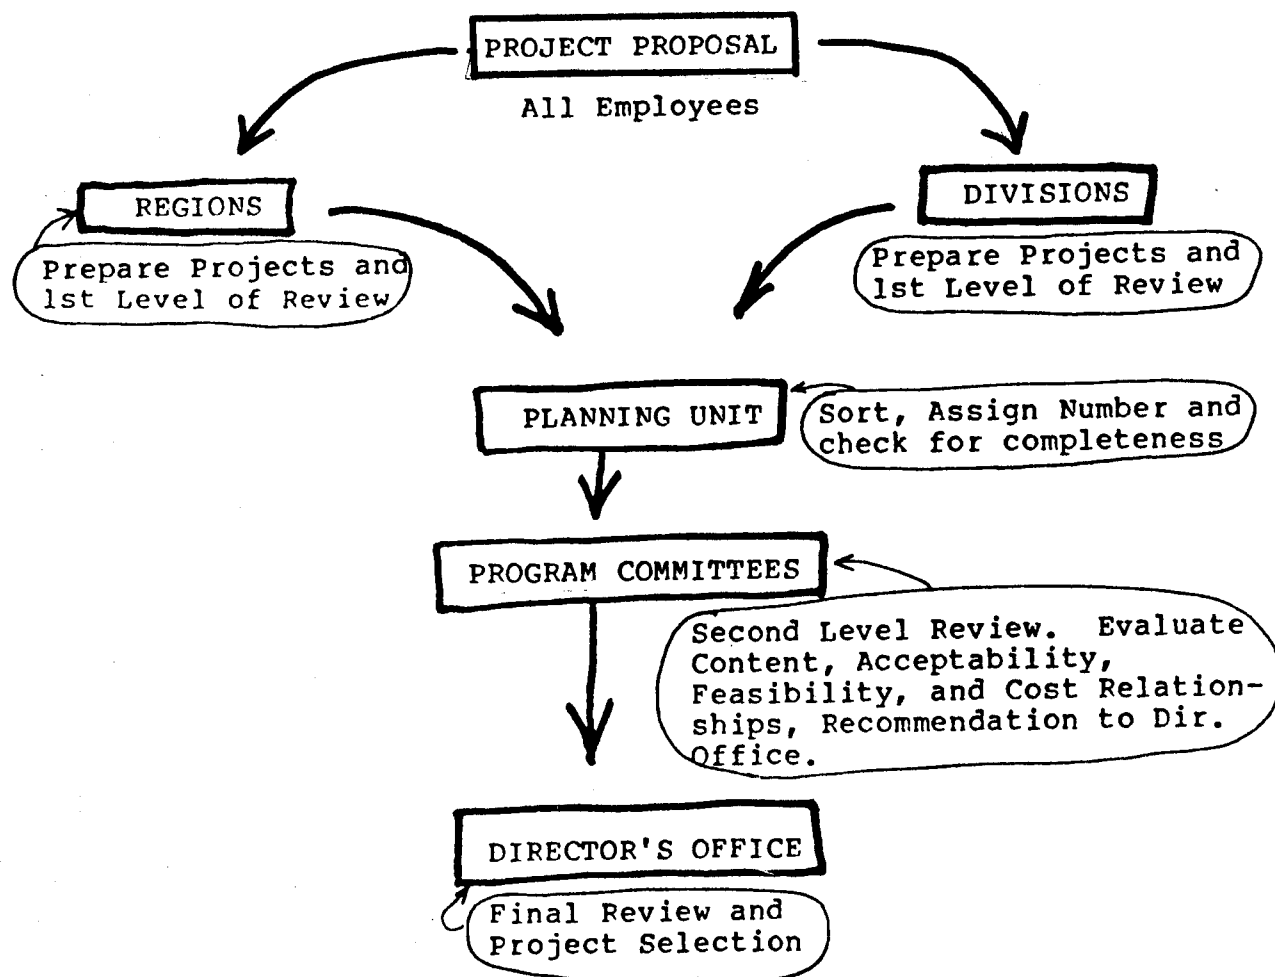 PROJECT PROPOSAL
All Employees
REGIONS
DIVISIONS
Prepare Projects and
1st Level of Review
Prepare Projects and
1st Level of Review
PLANNING UNIT
Sort, Assign Number and
check for completeness
PROGRAM COMMITTEES
Second Level Review. Evaluate
Content, Acceptability,
Feasibility, and Cost Relation-
ships, Recommendation to Dir.
Office.
DIRECTOR'S OFFICE
Final Review and
Project Selection